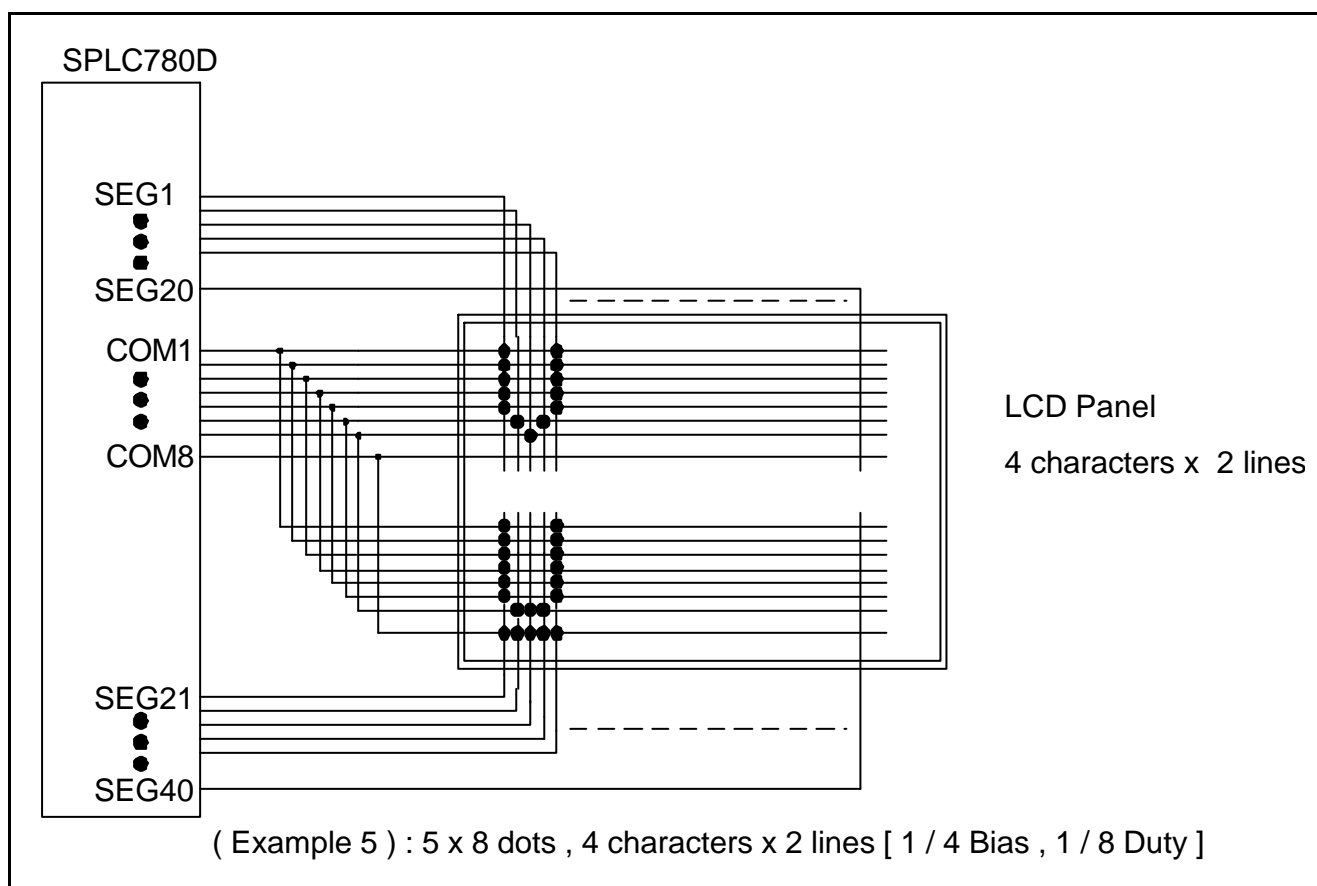 SPLC780D
SEG1
SEG20
COM1
COM8
LCD Panel
4 characters x 2 lines
SEG21
SEG40
( Example 5 ) : 5 x 8 dots , 4 characters x 2 lines [ 1 / 4 Bias , 1 / 8 Duty ]